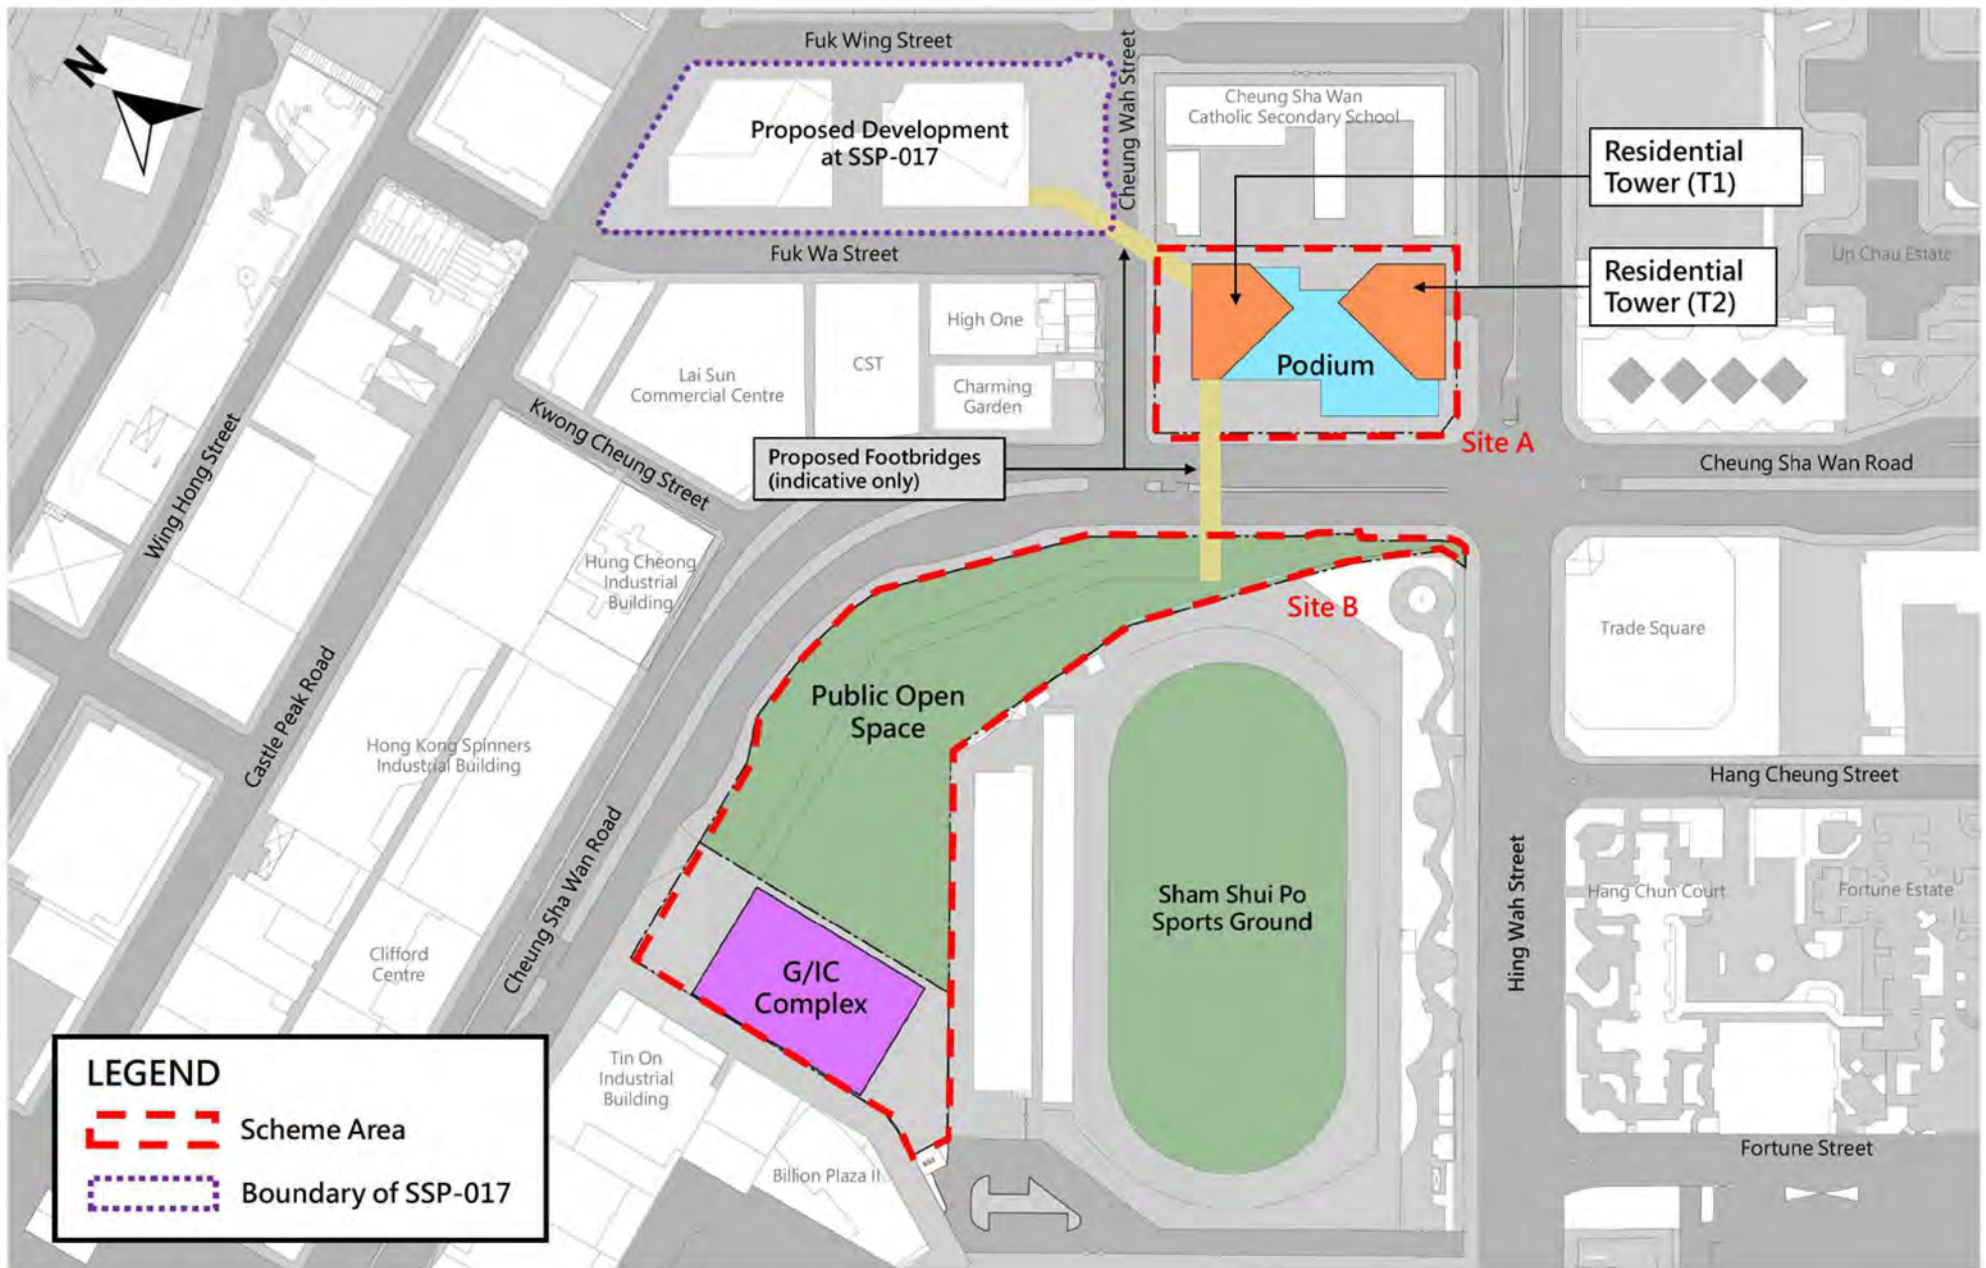 N
Fuk Wing Street
Cheung Wah Street
Cheung Sha Wan
Catholic Secondary School
Proposed Development
at SSP-017
Residential
Tower (T1)
Fuk Wa Street
Un Chau Estate
Residential
Tower (T2)
High One
CST
Podium
Lai Sun
Commercial Centre
Charming
Garden
Kwong Cheung Street
Site A
Proposed Footbridges
(indicative only)
Cheung Sha Wan Road
Wing Hong Street
Hung Cheong
Industrial
Building
Site B
Trade Square
Public Open
Space
Castle Peak Road
Hong Kong Spinners
Industrial Building
Hang Cheung Street
Cheung Sha Wan Road
Sham Shui Po
Sports Ground
Hing Wah Street
Hang Chun Court
Fortune Estate
Clifford
Centre
G/IC
Complex
Tin On
Industrial
Building
Billion Plaza II
Fortune Street
LEGEND
Scheme Area
Boundary of SSP-017